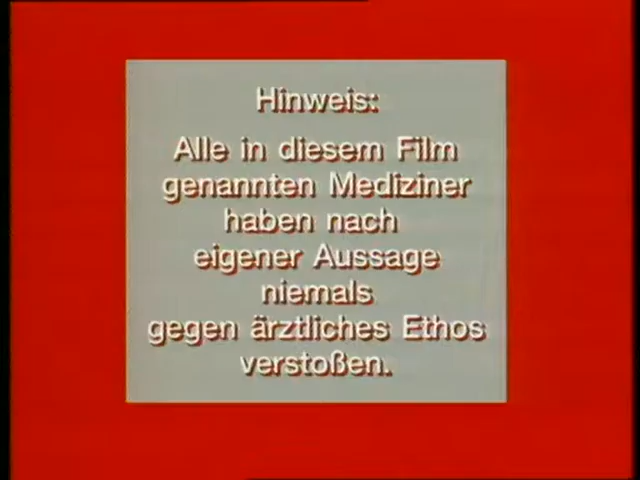 Hinweis:
Alle in diesem Film
genannten Mediziner
haben nach
eigener Aussage
niemals
gegen ärztliches Ethos
verstoßen.